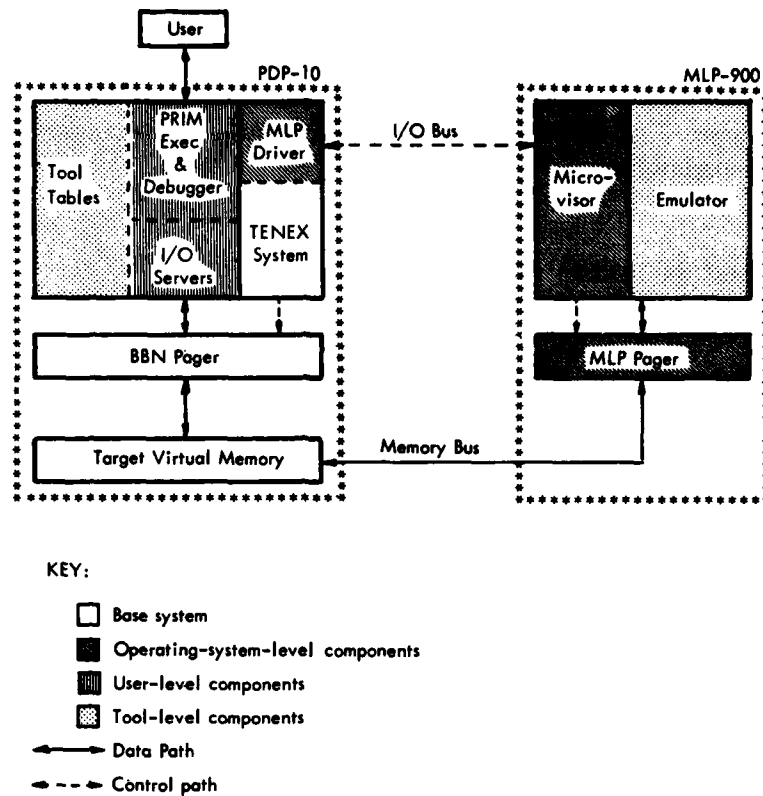 User
PDP-10
MLP-900
Tool
Tables
PRIM
Exec
&
Debugger
I/O
Servers
MLP
Driver
TENEX
System
I/O Bus
Micro-
visor
Emulator
BBN Pager
MLP Pager
Target Virtual Memory
Memory Bus
KEY:
Base system
Operating-system-level components
User-level components
Tool-level components
Data Path
Control path